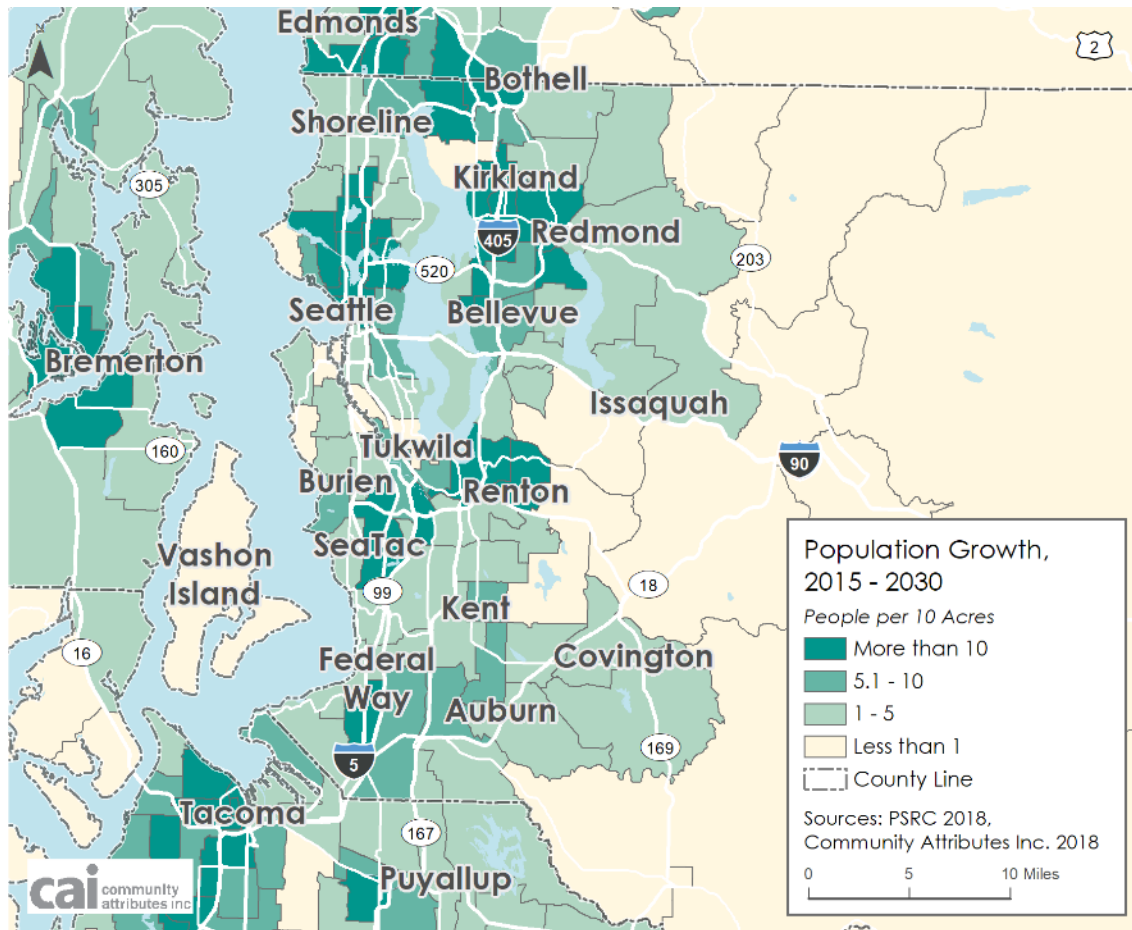 Edmonds
2
Bothell
Shoreline
305
Kirkland
405
Redmond
203
520
Seattle
Bellevue
Bremerton
Issaquah
Tukwila
160
90
Burien
Renton
SeaTac
Vashon
Island
18
99
Kent
16
Federal
Way
Covington
Auburn
169
5
Tacoma
167
Puyallup
Population Growth,
2015 - 2030
People per 10 Acres
More than 10
5.1 - 10
1 - 5
Less than 1
County Line
Sources: PSRC 2018,
Community Attributes Inc. 2018
0 5 10 Miles
cai community
attributes inc